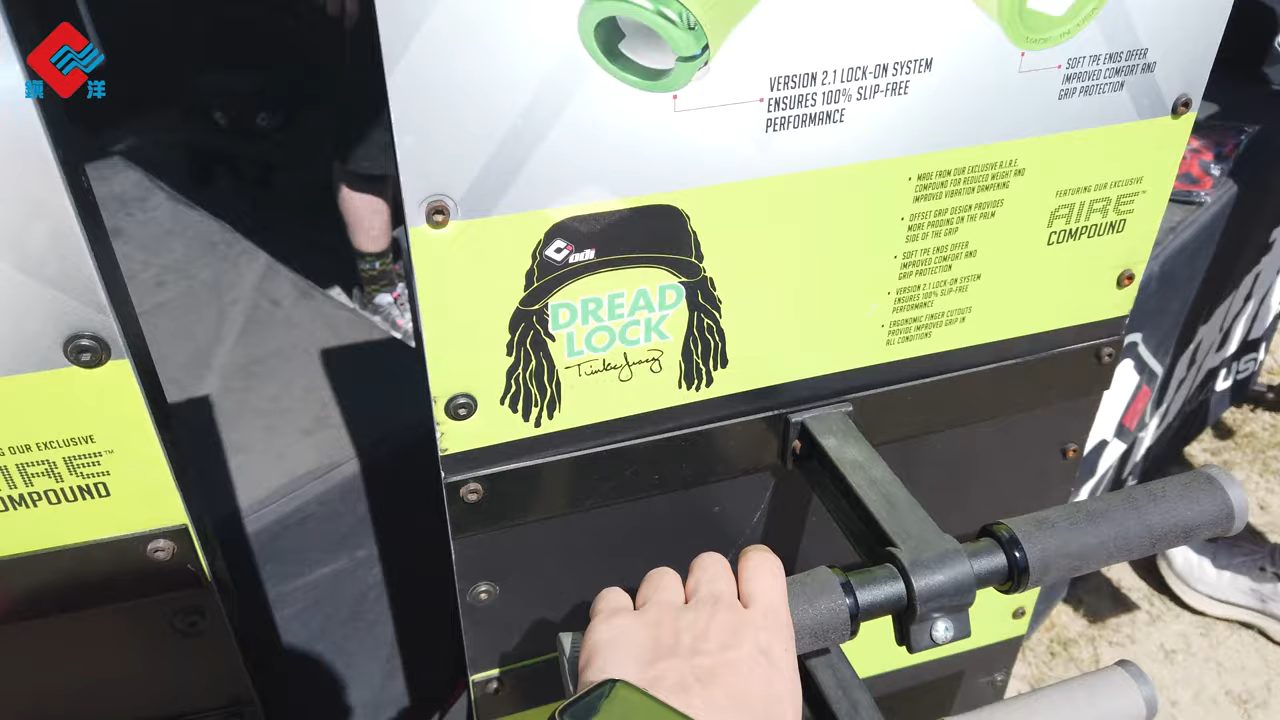 纵洋
VERSION 2.1 LOCK-ON SYSTEM
ENSURES 100% SLIP-FREE
PERFORMANCE
SOFT TPE ENDS OFFER
IMPROVED COMFORT AND
GRIP PROTECTION
• MADE FROM OUR EXCLUSIVE A.I.R.E.
COMPOUND FOR REDUCED WEIGHT AND
IMPROVED VIBRATION DAMPENING
• OFFSET GRIP DESIGN PROVIDES
MORE PADDING ON THE PALM
SIDE OF THE GRIP
• SOFT TPE ENDS OFFER
IMPROVED COMFORT AND
GRIP PROTECTION
• VERSION 2.1 LOCK-ON SYSTEM
ENSURES 100% SLIP-FREE
PERFORMANCE
• ERGONOMIC FINGER CUTOUTS
PROVIDE IMPROVED GRIP IN
ALL CONDITIONS
FEATURING OUR EXCLUSIVE
AIRE™
COMPOUND
odi
DREAD
LOCK
G OUR EXCLUSIVE
AIRE™
OMPOUND
US